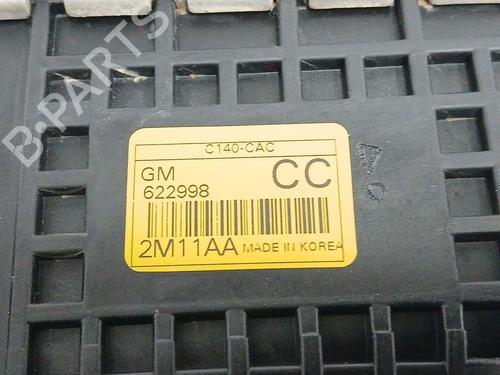 B-PARTS
C140-CAC
GM
CC
622998
2M11AA MADE IN KOREA